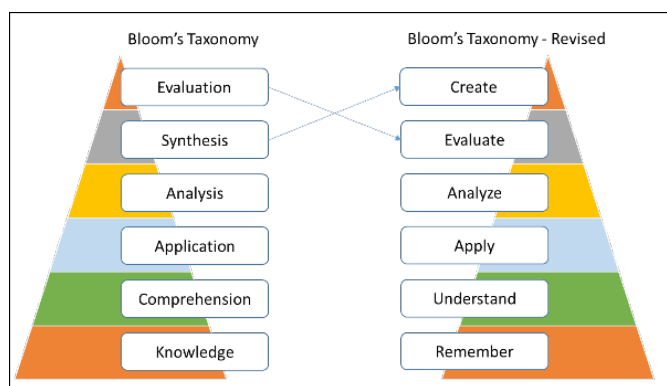 Bloom's Taxonomy
Evaluation
Synthesis
Analysis
Application
Comprehension
Knowledge
Bloom's Taxonomy - Revised
Create
Evaluate
Analyze
Apply
Understand
Remember